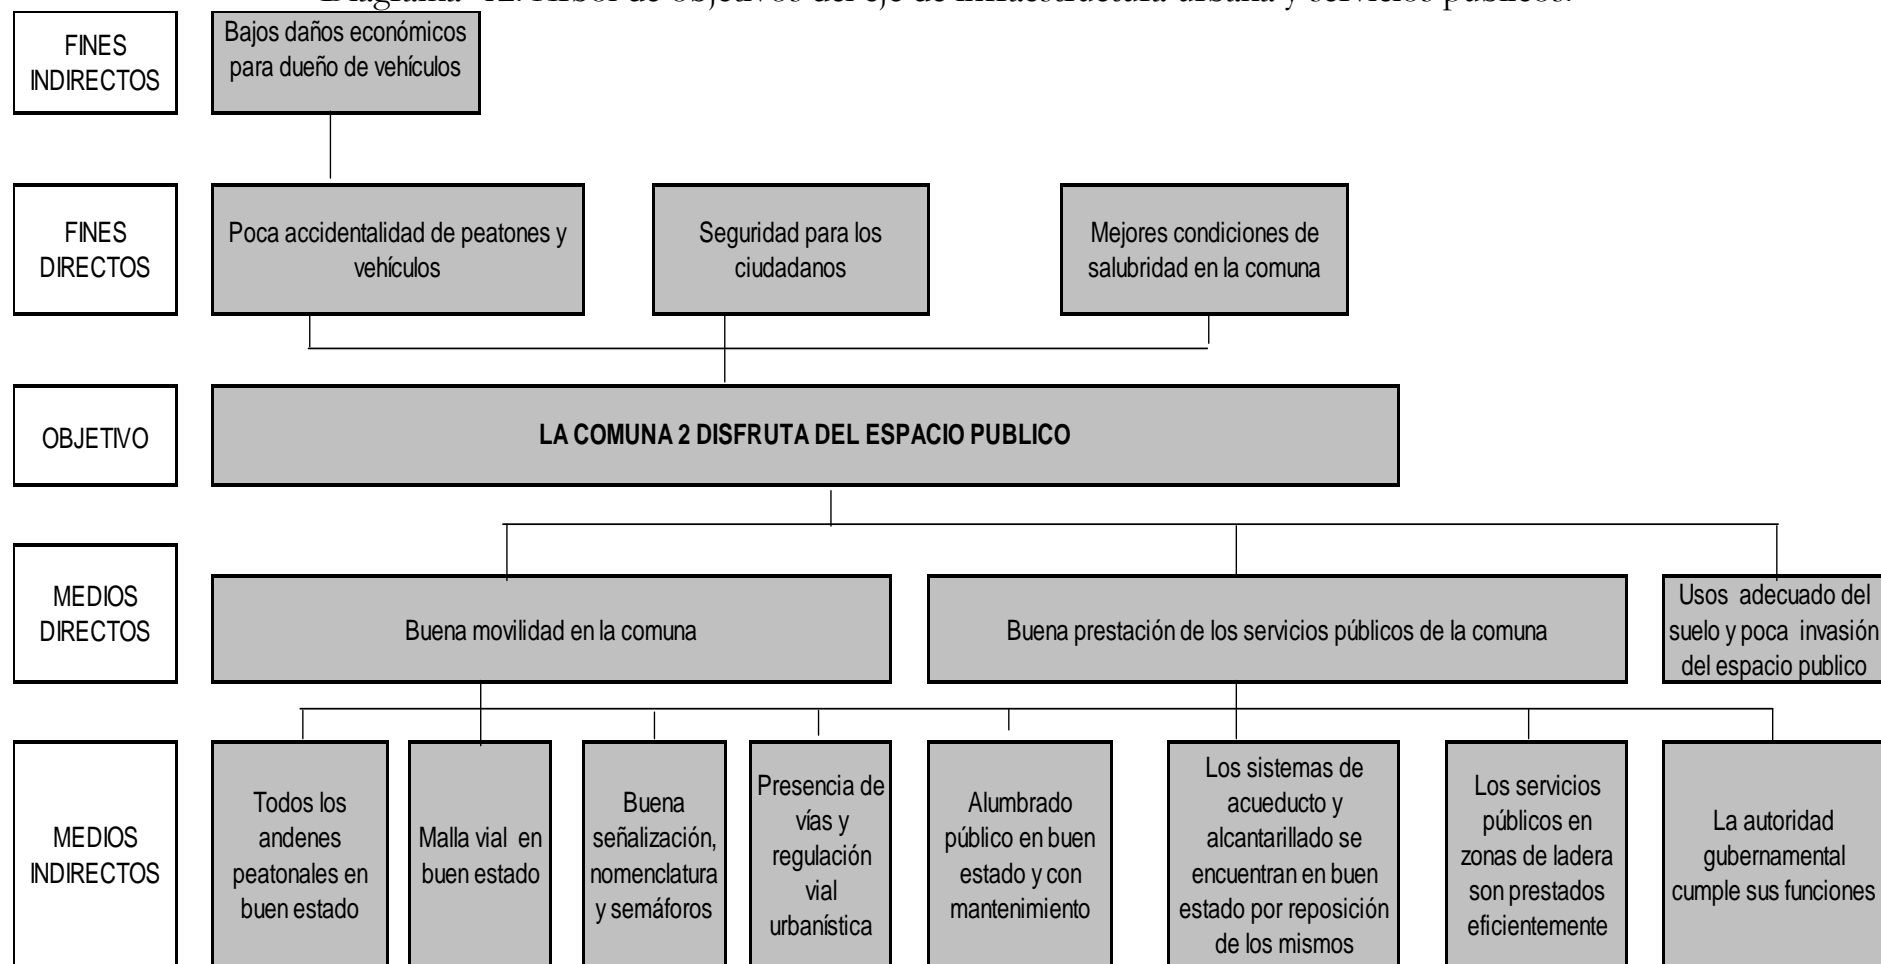 Árbol de objetivos del eje de infraestructura urbana y servicios públicos.
FINES
INDIRECTOS
Bajos daños económicos
para dueño de vehículos
FINES
DIRECTOS
Poca accidentalidad de peatones y
vehículos
Seguridad para los
ciudadanos
Mejores condiciones de
salubridad en la comuna
OBJETIVO
LA COMUNA 2 DISFRUTA DEL ESPACIO PUBLICO
MEDIOS
DIRECTOS
Buena movilidad en la comuna
Buena prestación de los servicios públicos de la comuna
Usos adecuado del
suelo y poca invasión
del espacio publico
MEDIOS
INDIRECTOS
Todos los
andenes
peatonales en
buen estado
Malla vial en
buen estado
Buena
señalización,
nomenclatura
y semáforos
Presencia de
vías y
regulación
vial
urbanística
Alumbrado
público en buen
estado y con
mantenimiento
Los sistemas de
acueducto y
alcantarillado se
encuentran en buen
estado por reposición
de los mismos
Los servicios
públicos en
zonas de ladera
son prestados
eficientemente
La autoridad
gubernamental
cumple sus funciones